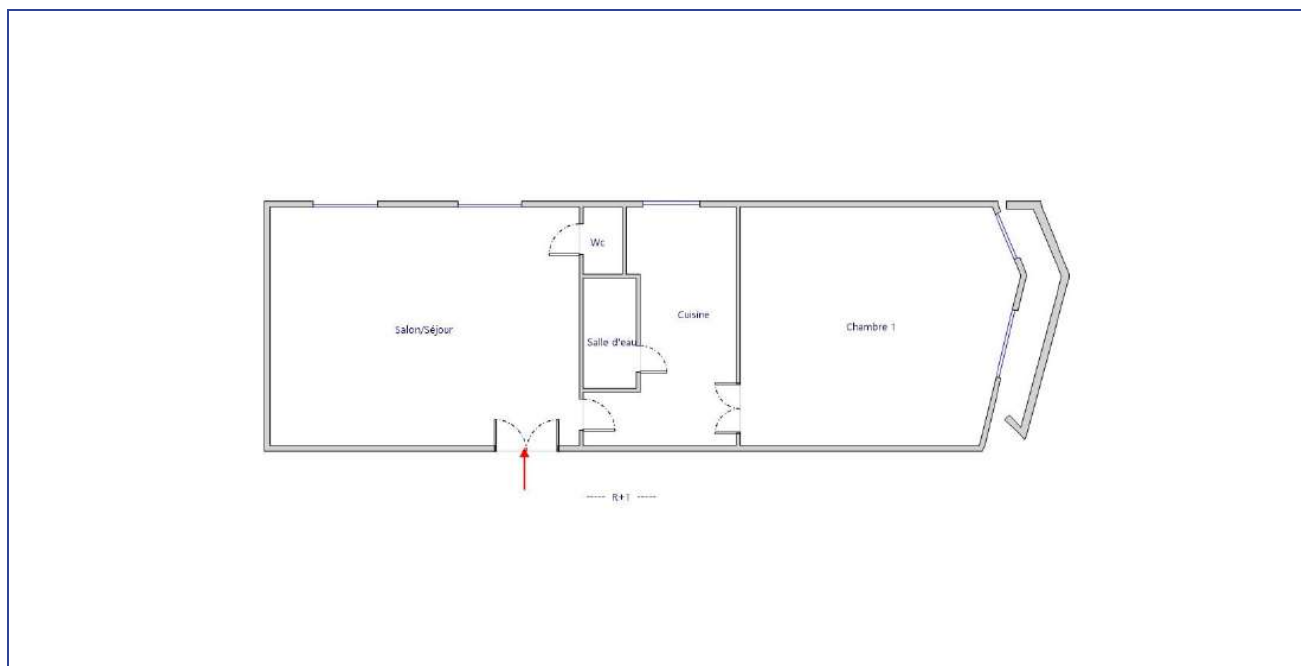 Wc
Cuisine
Salon/Séjour
Chambre 1
Salle d'eau
----- R+1 -----